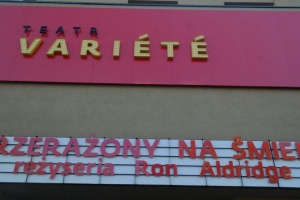 TEATR
VARIÉTÉ
ZERAŻONY NA ŚMIE
reżyseria Ron Aldridge